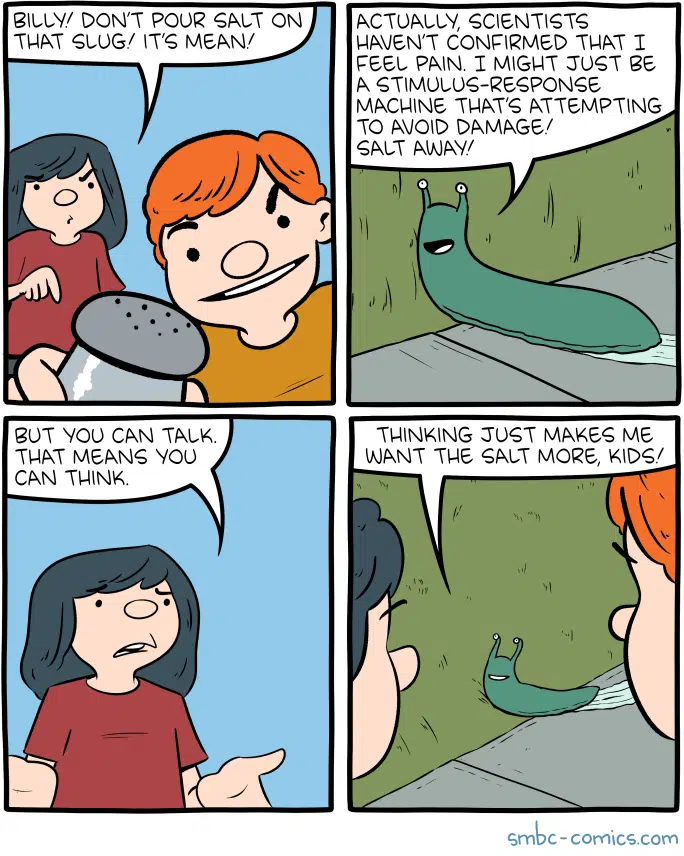 BILLY! DON'T POUR SALT ON
THAT SLUG! IT'S MEAN!
ACTUALLY, SCIENTISTS
HAVEN'T CONFIRMED THAT I
FEEL PAIN. I MIGHT JUST BE
A STIMULUS-RESPONSE
MACHINE THAT'S ATTEMPTING
TO AVOID DAMAGE!
SALT AWAY!
BUT YOU CAN TALK.
THAT MEANS YOU
CAN THINK.
THINKING JUST MAKES ME
WANT THE SALT MORE, KIDS!
smbc-comics.com